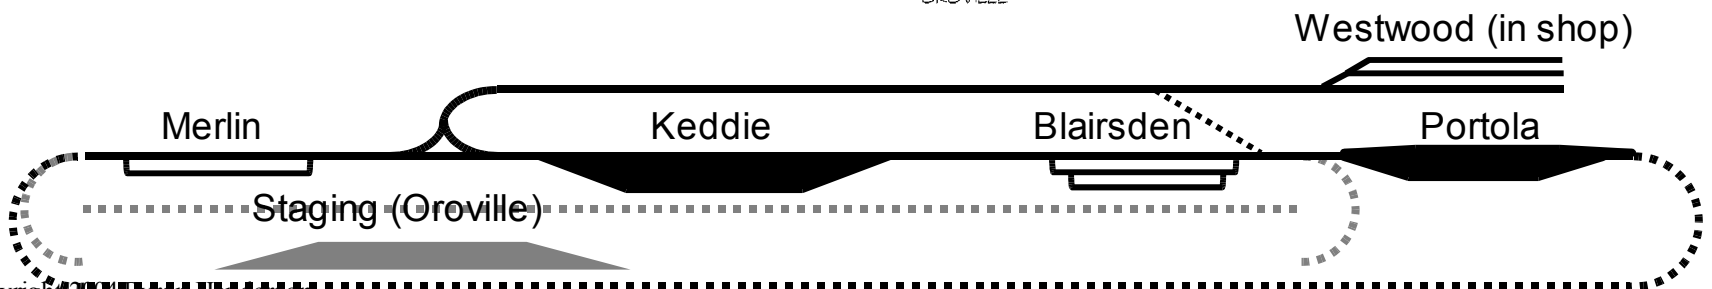 Westwood (in shop)
Merlin
Keddie
Blairsden
Portola
Staging (Oroville)